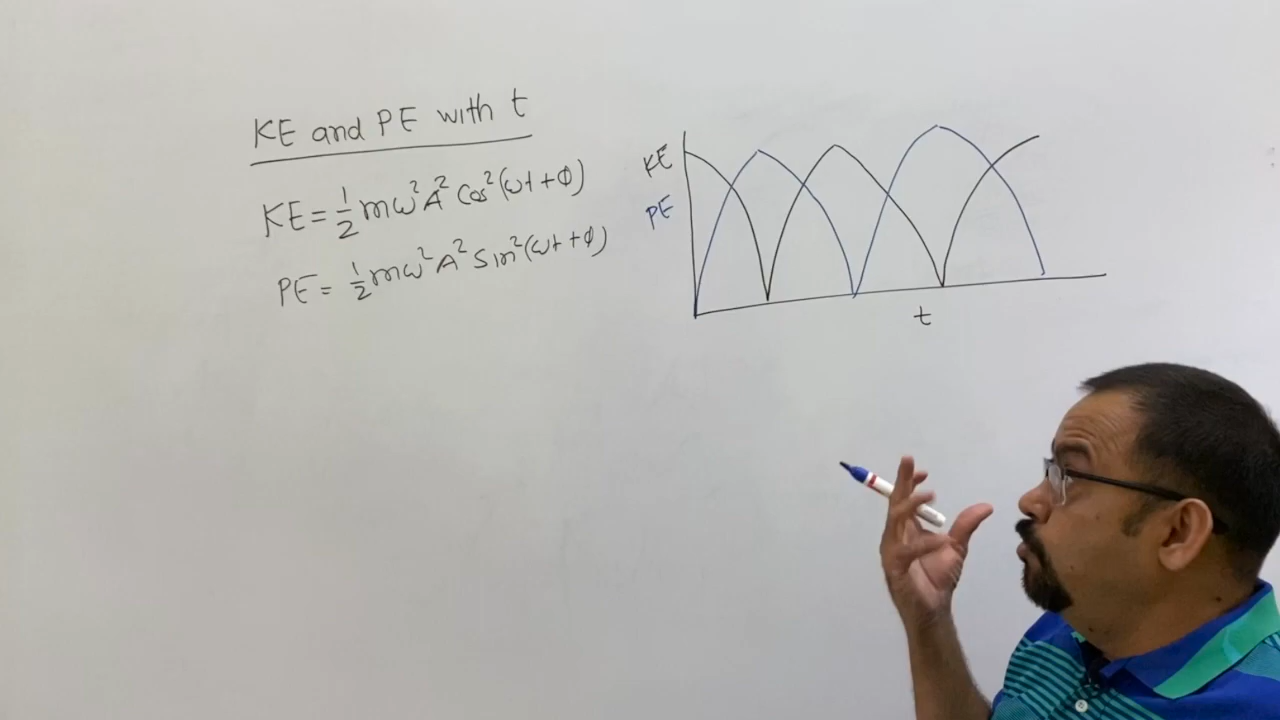 KE and PE with t
KE = 1/2 mω²A² Cos²(ωt + φ)
PE = 1/2 mω²A² Sin²(ωt + φ)
KE
PE
t